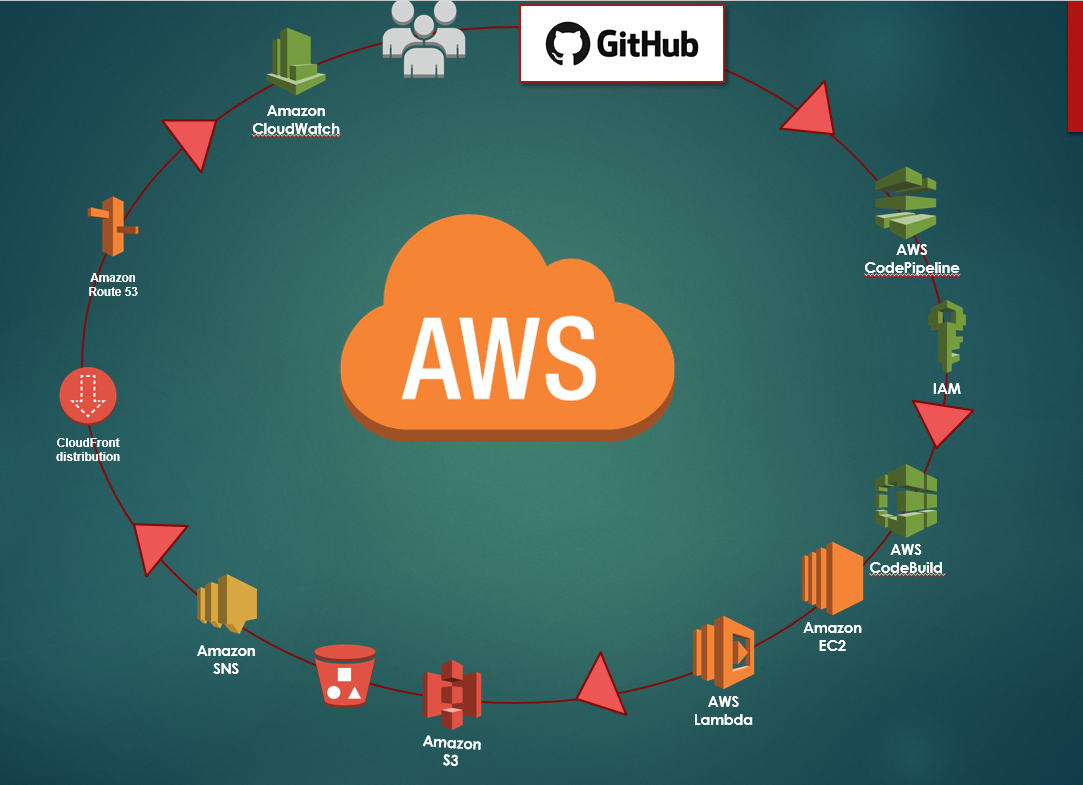 GitHub
Amazon
CloudWatch
AWS
CodePipeline
Amazon
Route 53
IAM
AWS
CloudFront
distribution
AWS
CodeBuild
Amazon
EC2
Amazon
SNS
AWS
Lambda
Amazon
S3